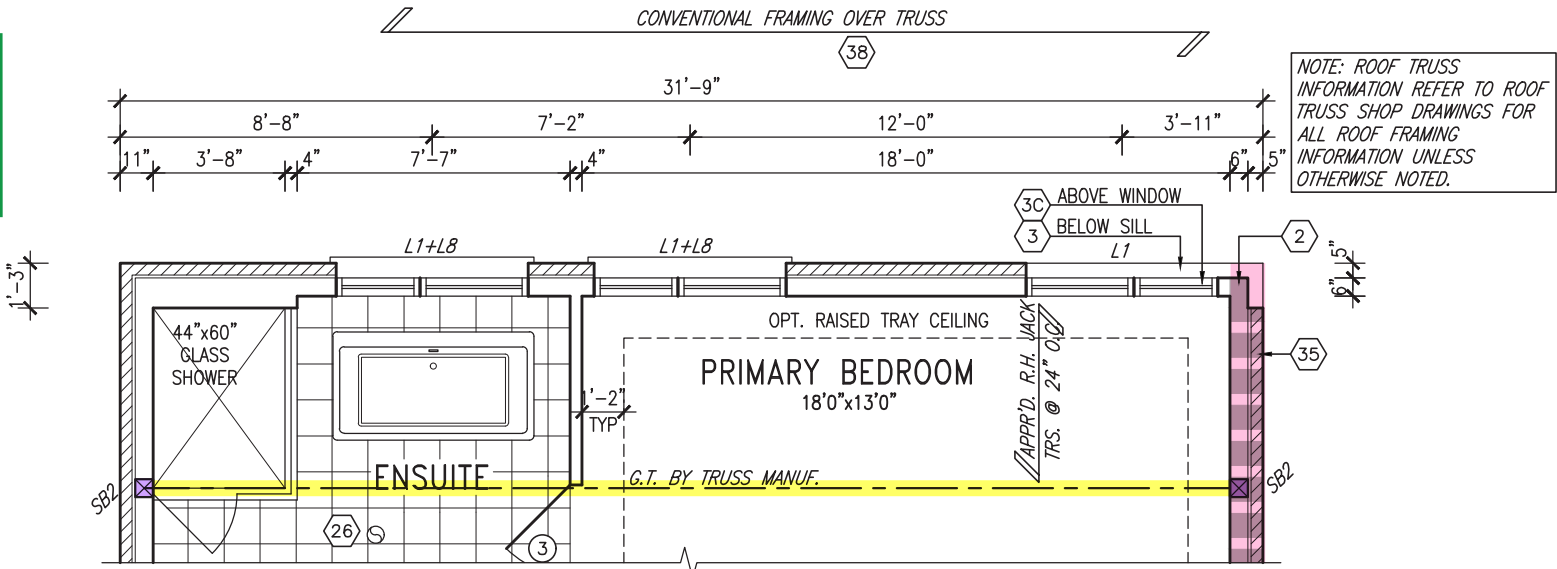 CONVENTIONAL FRAMING OVER TRUSS
38
NOTE: ROOF TRUSS
INFORMATION REFER TO ROOF
TRUSS SHOP DRAWINGS FOR
ALL ROOF FRAMING
INFORMATION UNLESS
OTHERWISE NOTED.
31'-9"
8'-8" 7'-2" 12'-0" 3'-11"
11" 3'-8" 4" 7'-7" 4" 18'-0" 6" 5"
3C ABOVE WINDOW
3 BELOW SILL
2
L1+L8 L1+L8 L1
1'-3"
5"
6"
44"x60"
GLASS
SHOWER
OPT. RAISED TRAY CEILING
PRIMARY BEDROOM
18'0"x13'0"
1'-2"
TYP
APPR'D. R.H. JACK
TRS. @ 24" O.C.
35
ENSUITE
G.T. BY TRUSS MANUF.
SB2
SB2
26
3